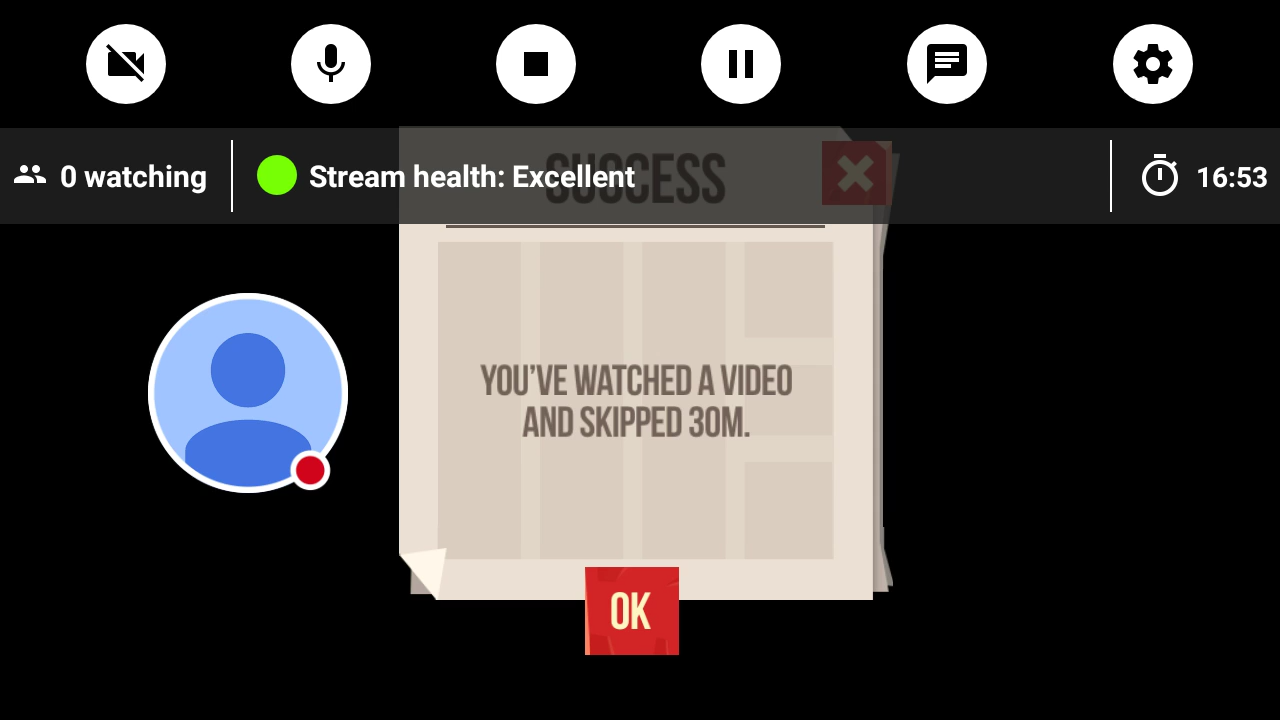 0 watching
Stream health: Excellent
16:53
SUCCESS
YOU'VE WATCHED A VIDEO
AND SKIPPED 30M.
OK